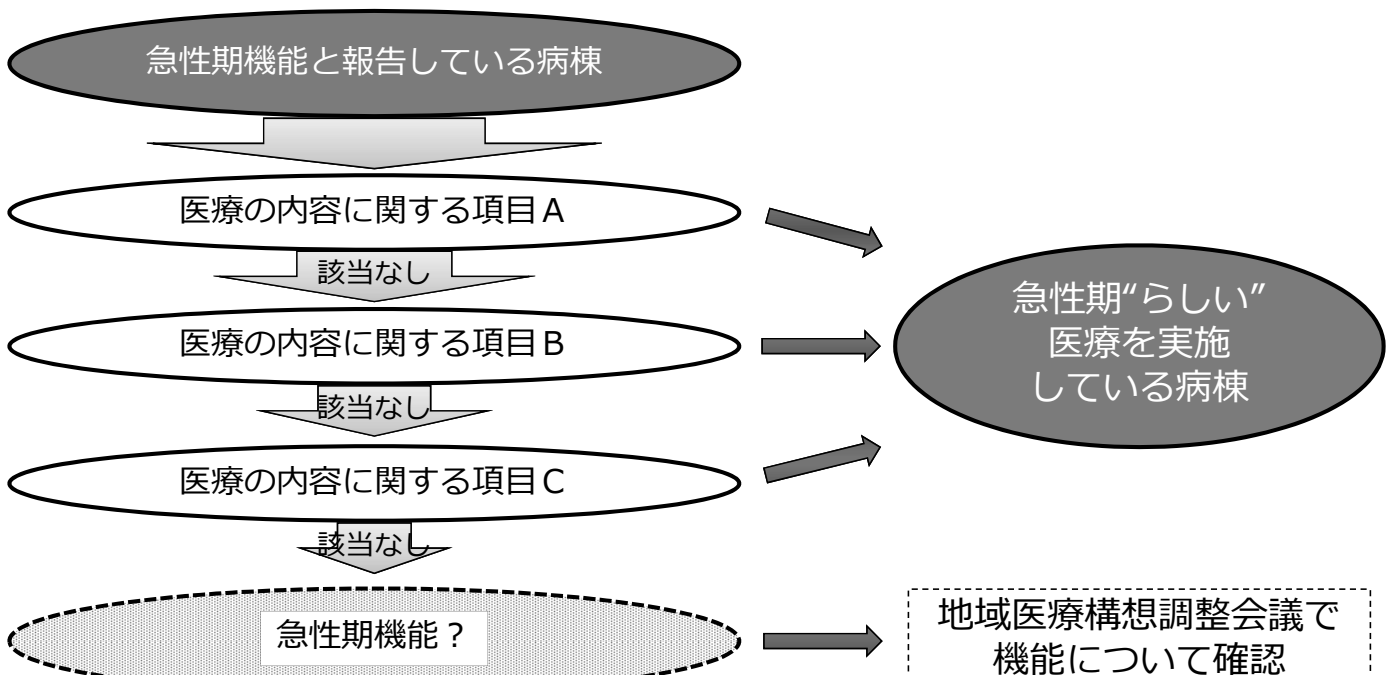 急性期機能と報告している病棟
医療の内容に関する項目A
該当なし
医療の内容に関する項目B
該当なし
医療の内容に関する項目C
該当なし
急性期機能？
急性期“らしい”
医療を実施
している病棟
地域医療構想調整会議で
機能について確認